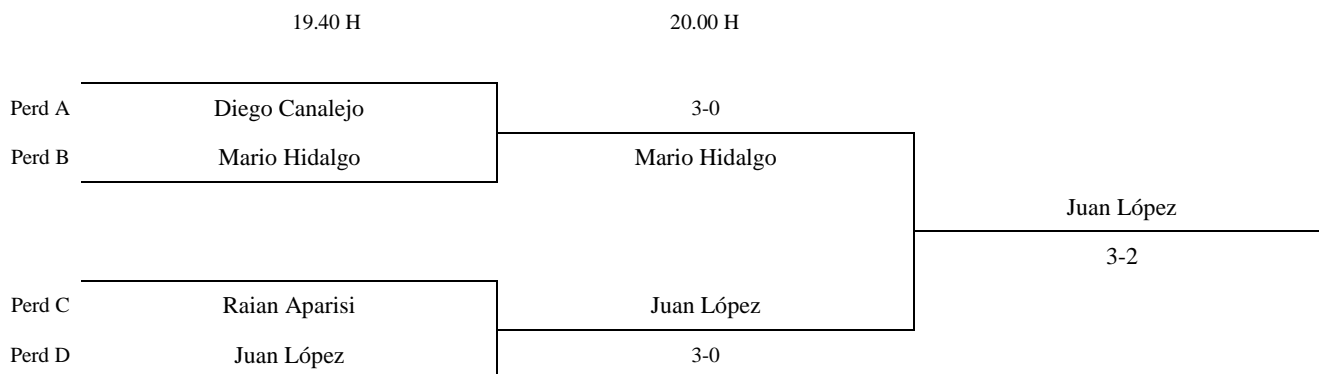 19.40 H 20.00 H
Perd A Diego Canalejo 3-0
Perd B Mario Hidalgo Mario Hidalgo
Juan López
3-2
Perd C Raian Aparisi Juan López
Perd D Juan López 3-0